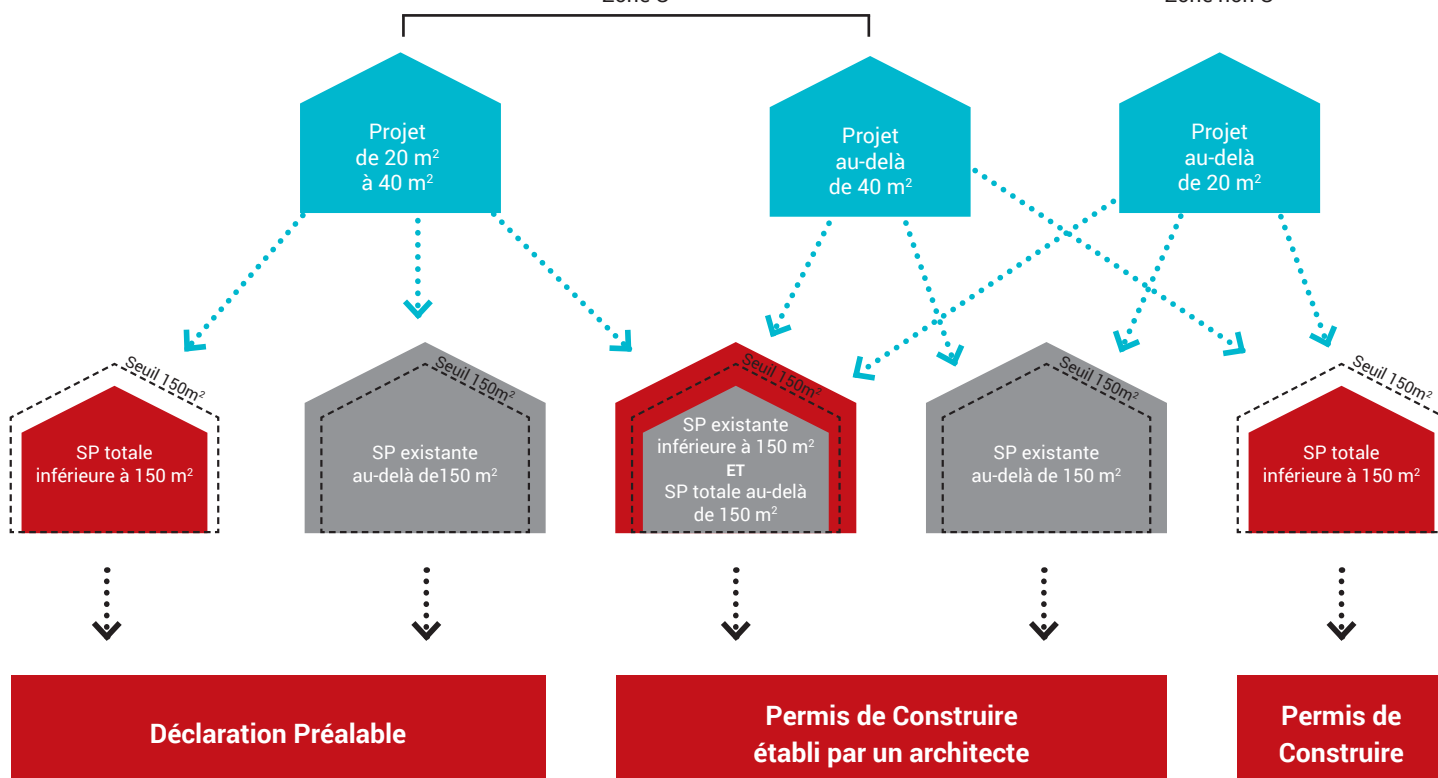 Projet
de 20 m²
à 40 m²
Projet
au-delà
de 40 m²
Projet
au-delà
de 20 m²
Seuil 150m²
SP totale
inférieure à 150 m²
Seuil 150m²
SP existante
au-delà de150 m²
Seuil 150m²
SP existante
inférieure à 150 m²
ET
SP totale au-delà
de 150 m²
Seuil 150m²
SP existante
au-delà de 150 m²
Seuil 150m²
SP totale
inférieure à 150 m²
Déclaration Préalable
Permis de Construire
établi par un architecte
Permis de
Construire